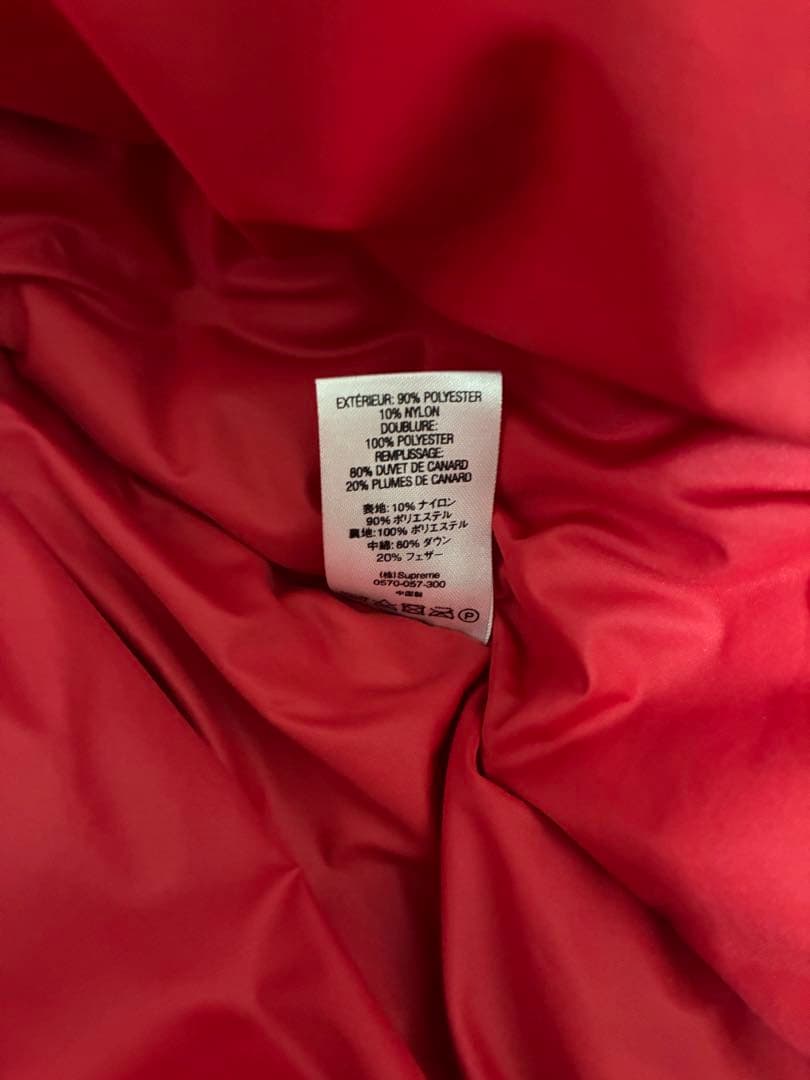 EXTÉRIEUR: 90% POLYESTER
10% NYLON
DOUBLURE:
100% POLYESTER
REMPLISSAGE:
80% DUVET DE CANARD
20% PLUMES DE CANARD
表地: 10% ナイロン
90% ポリエステル
裏地: 100% ポリエステル
中綿: 80% ダウン
20% フェザー
(株)Supreme
0570-057-300
中国製
P